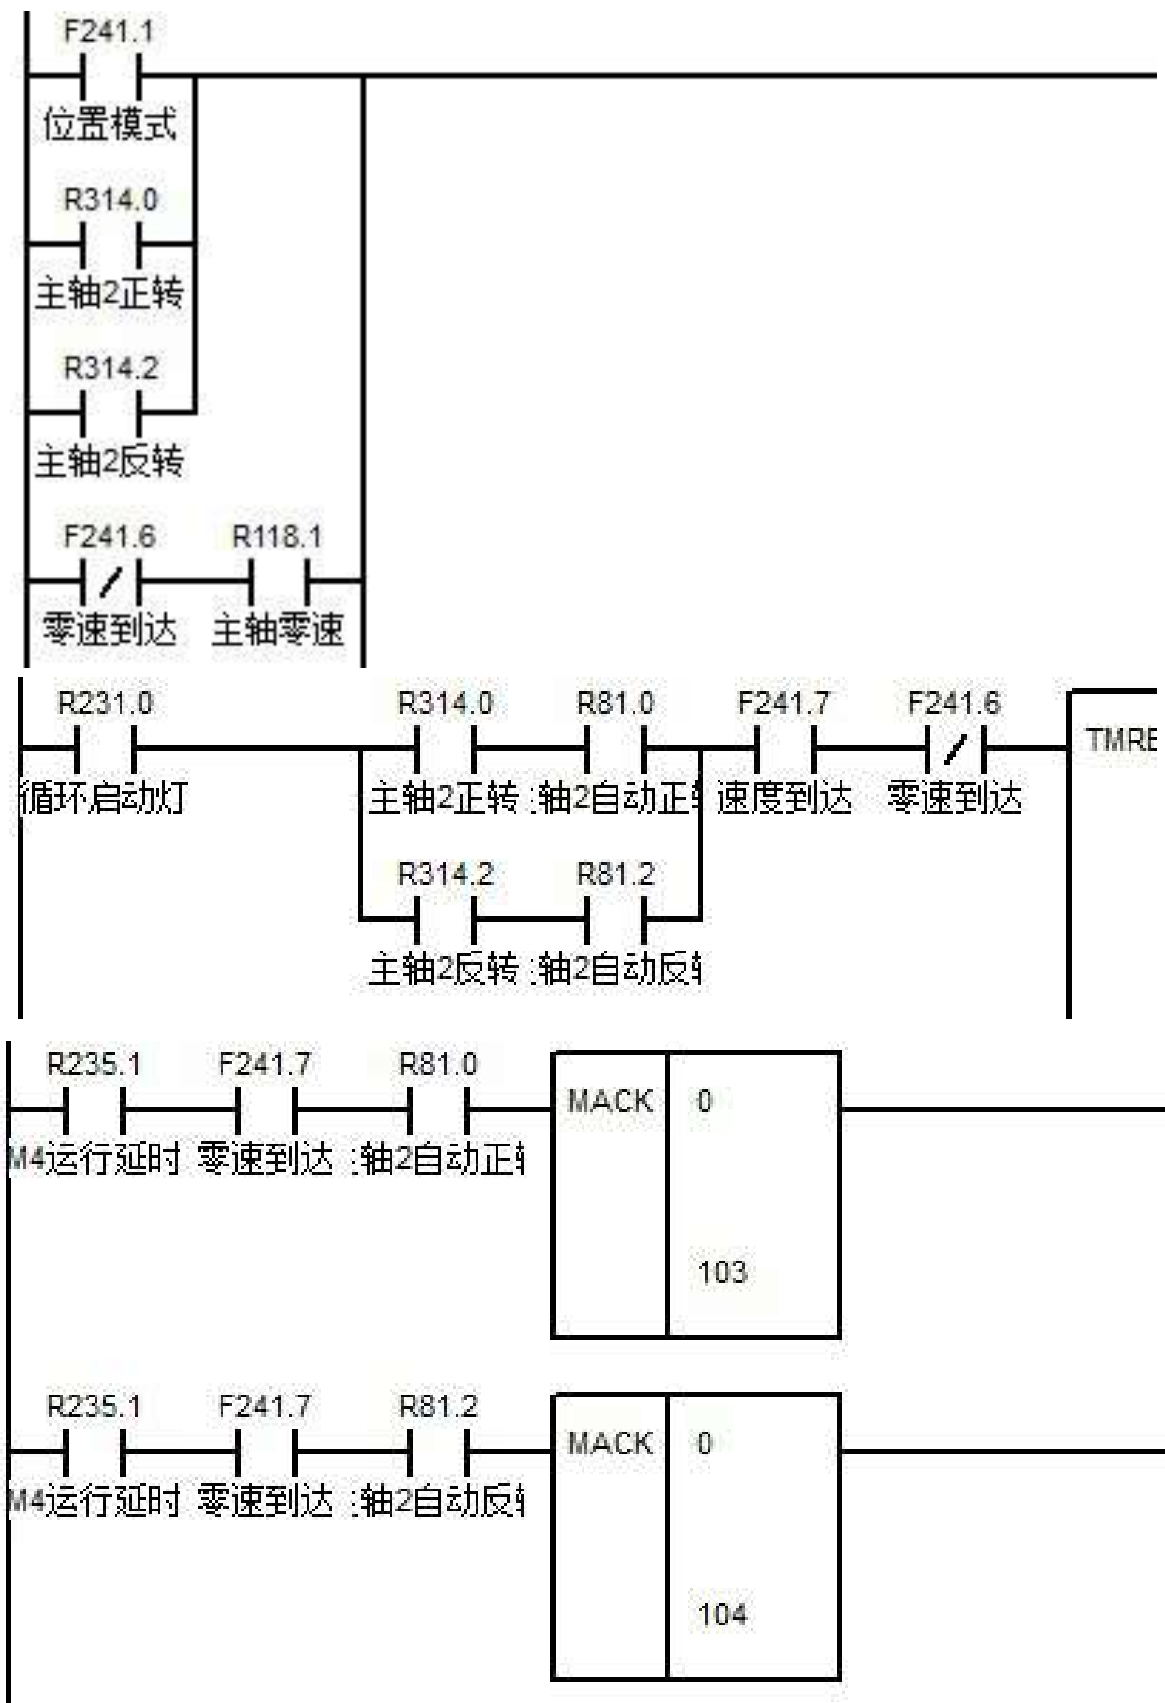 F241.1
位置模式
R314.0
主轴2正转
R314.2
主轴2反转
F241.6 R118.1
零速到达 主轴零速
R231.0 R314.0 R81.0 F241.7 F241.6
TMRB
循环启动灯 主轴2正转 轴2自动正 速度到达 零速到达
R314.2 R81.2
主轴2反转 轴2自动反转
R235.1 F241.7 R81.0
MACK 0
M4运行延时 零速到达 轴2自动正转
103
R235.1 F241.7 R81.2
MACK 0
M4运行延时 零速到达 轴2自动反转
104